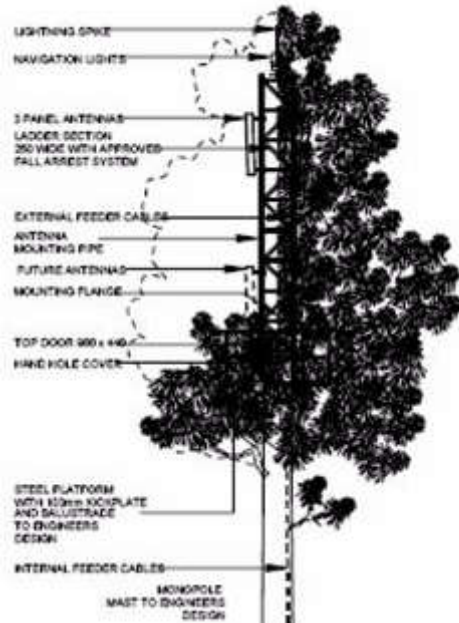 LIGHTNING SPIKE
NAVIGATION LIGHTS
3 PANEL ANTENNAS
LADDER SECTION
250 WIDE WITH APPROVED
FALL ARREST SYSTEM
EXTERNAL FEEDER CABLES
ANTENNA
MOUNTING PIPE
FUTURE ANTENNAS
MOUNTING FLANGE
TOP DOOR
HAND HOLE COVER
STEEL PLATFORM
WITH 100mm KICKPLATE
AND BALUSTRADE
TO ENGINEERS
DESIGN
INTERNAL FEEDER CABLES
MONOPOLE
MAST TO ENGINEERS
DESIGN